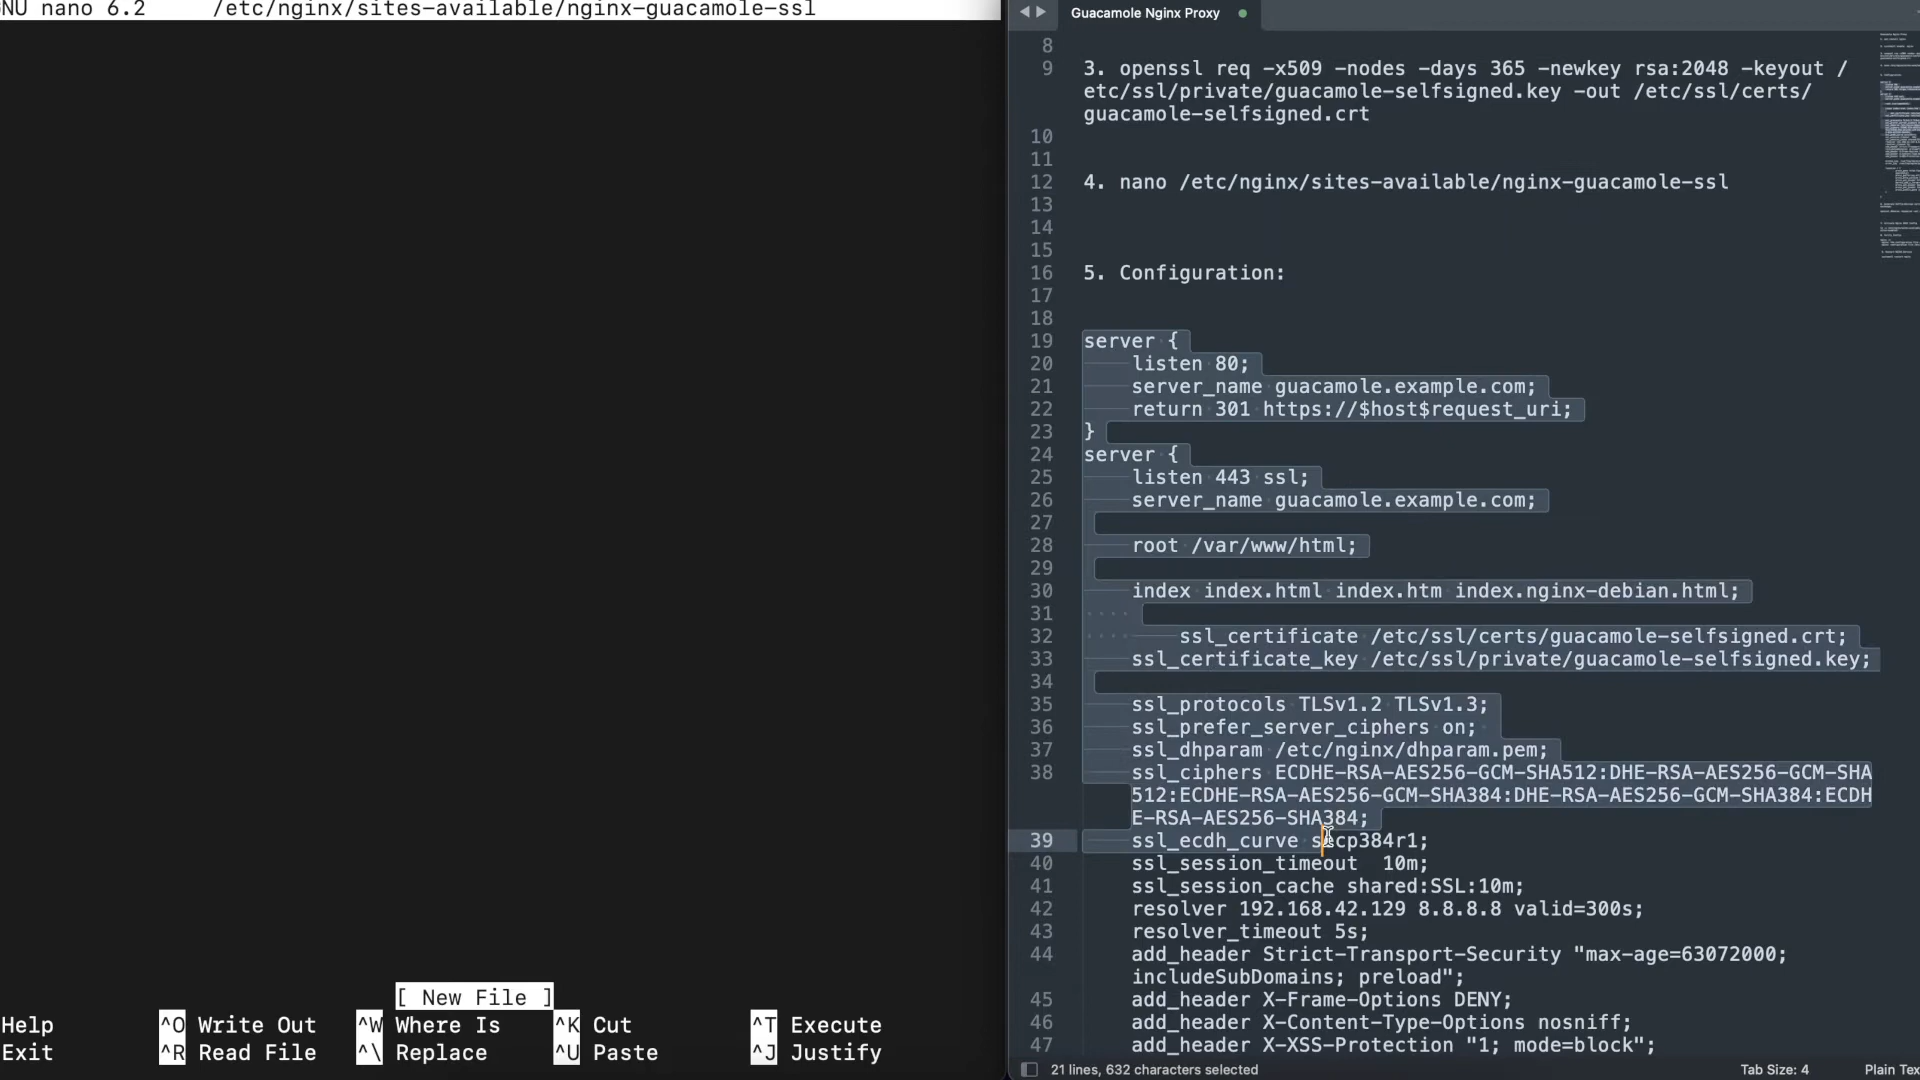 NU nano 6.2 /etc/nginx/sites-available/nginx-guacamole-ssl
[ New File ]
Help ^O Write Out ^W Where Is ^K Cut ^T Execute
Exit ^R Read File ^\ Replace ^U Paste ^J Justify
Guacamole Nginx Proxy
8
9 3. openssl req -x509 -nodes -days 365 -newkey rsa:2048 -keyout /
etc/ssl/private/guacamole-selfsigned.key -out /etc/ssl/certs/
guacamole-selfsigned.crt
10
11
12 4. nano /etc/nginx/sites-available/nginx-guacamole-ssl
13
14
15
16 5. Configuration:
17
18
19 server {
20 listen 80;
21 server_name guacamole.example.com;
22 return 301 https://$host$request_uri;
23 }
24 server {
25 listen 443 ssl;
26 server_name guacamole.example.com;
27
28 root /var/www/html;
29
30 index index.html index.htm index.nginx-debian.html;
31
32 ssl_certificate /etc/ssl/certs/guacamole-selfsigned.crt;
33 ssl_certificate_key /etc/ssl/private/guacamole-selfsigned.key;
34
35 ssl_protocols TLSv1.2 TLSv1.3;
36 ssl_prefer_server_ciphers on;
37 ssl_dhparam /etc/nginx/dhparam.pem;
38 ssl_ciphers ECDHE-RSA-AES256-GCM-SHA512:DHE-RSA-AES256-GCM-SHA
512:ECDHE-RSA-AES256-GCM-SHA384:DHE-RSA-AES256-GCM-SHA384:ECDH
E-RSA-AES256-SHA384;
39 ssl_ecdh_curve secp384r1;
40 ssl_session_timeout  10m;
41 ssl_session_cache shared:SSL:10m;
42 resolver 192.168.42.129 8.8.8.8 valid=300s;
43 resolver_timeout 5s;
44 add_header Strict-Transport-Security "max-age=63072000;
includeSubDomains; preload";
45 add_header X-Frame-Options DENY;
46 add_header X-Content-Type-Options nosniff;
47 add_header X-XSS-Protection "1; mode=block";
21 lines, 632 characters selected Tab Size: 4 Plain Tex